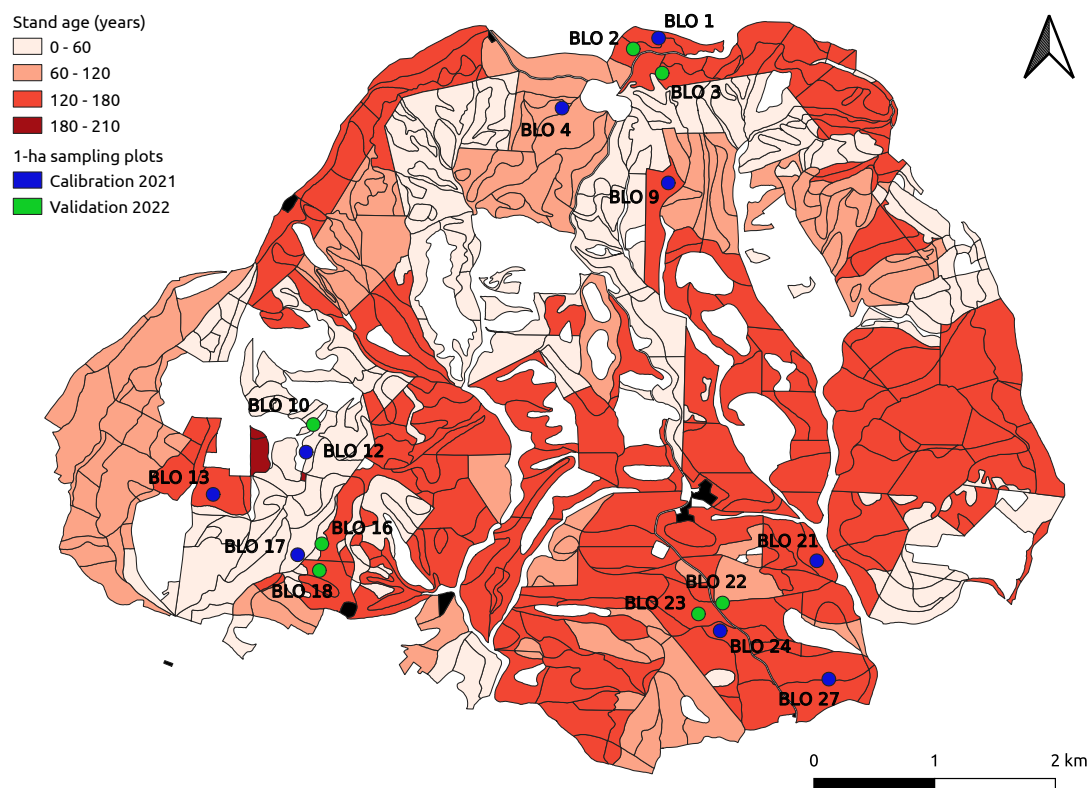 Stand age (years)
0 - 60
60 - 120
120 - 180
180 - 210
1-ha sampling plots
Calibration 2021
Validation 2022
BLO 1
BLO 2
BLO 3
BLO 4
BLO 9
BLO 10
BLO 12
BLO 13
BLO 16
BLO 17
BLO 18
BLO 21
BLO 22
BLO 23
BLO 24
BLO 27
0 1 2 km